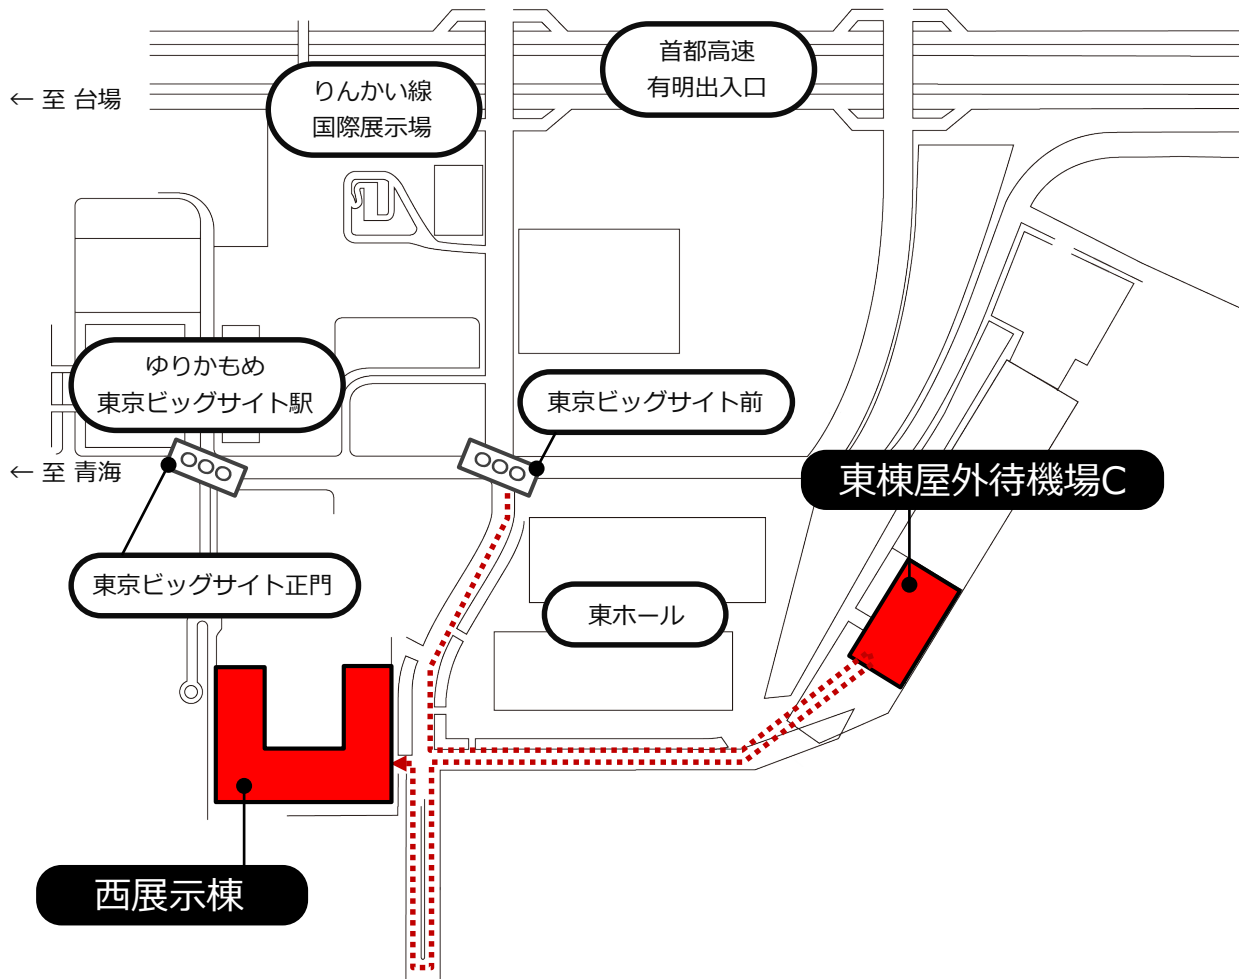 首都高速
有明出入口
りんかい線
国際展示場
← 至 台場
ゆりかもめ
東京ビッグサイト駅
東京ビッグサイト前
← 至 青海
東棟屋外待機場C
東京ビッグサイト正門
東ホール
西展示棟